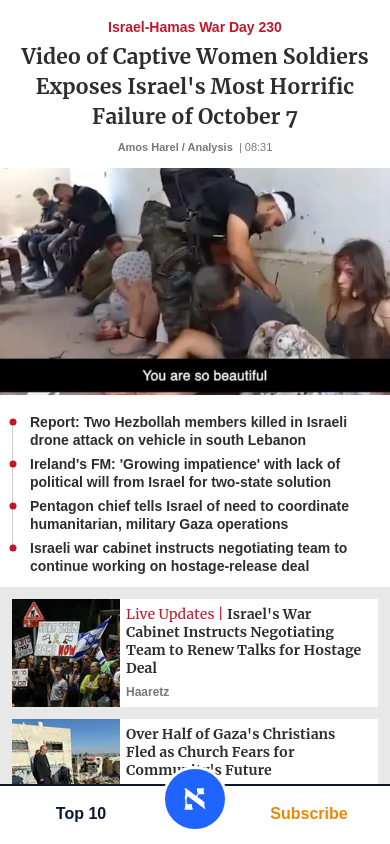 Israel-Hamas War Day 230
Video of Captive Women Soldiers
Exposes Israel's Most Horrific
Failure of October 7
Amos Harel / Analysis | 08:31
You are so beautiful
Report: Two Hezbollah members killed in Israeli
drone attack on vehicle in south Lebanon
Ireland's FM: 'Growing impatience' with lack of
political will from Israel for two-state solution
Pentagon chief tells Israel of need to coordinate
humanitarian, military Gaza operations
Israeli war cabinet instructs negotiating team to
continue working on hostage-release deal
NOW
Live Updates | Israel's War
Cabinet Instructs Negotiating
Team to Renew Talks for Hostage
Deal
Haaretz
Over Half of Gaza's Christians
Fled as Church Fears for
Community's Future
Top 10
Subscribe